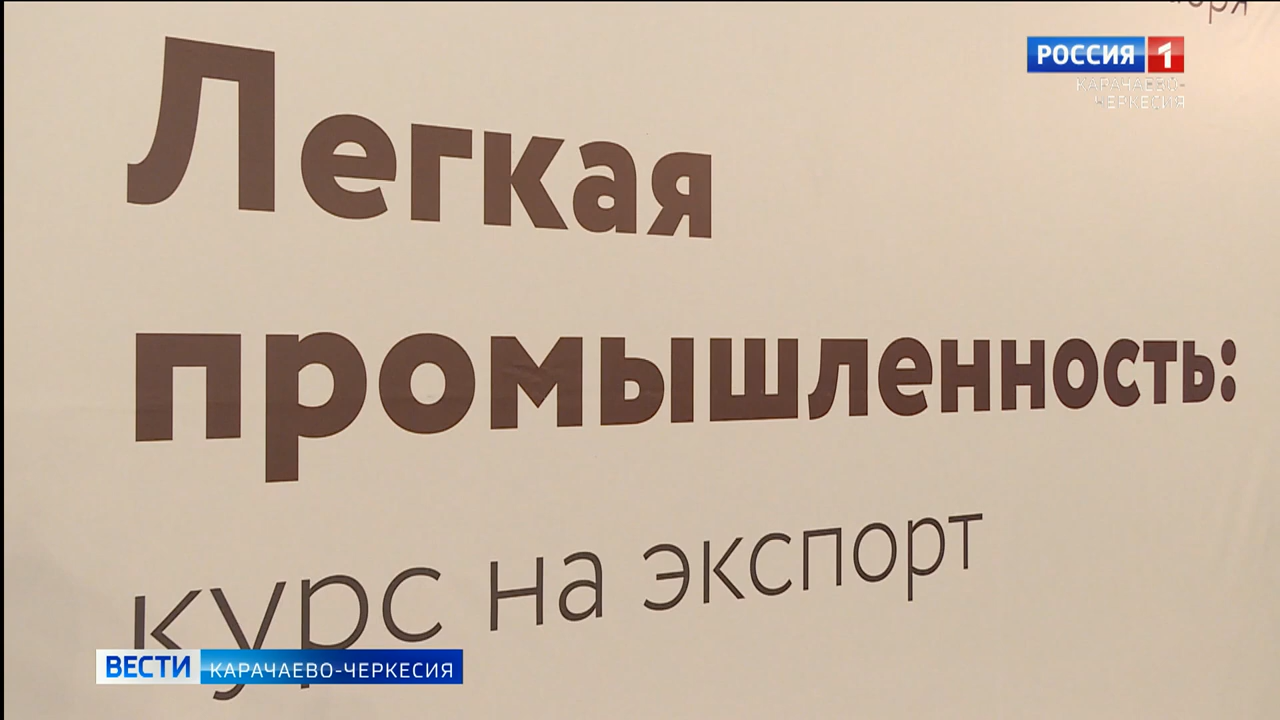 РОССИЯ 1
КАРАЧАЕВО-
ЧЕРКЕСИЯ
Легкая
промышленность:
курс на экспорт
ВЕСТИ КАРАЧАЕВО-ЧЕРКЕСИЯ